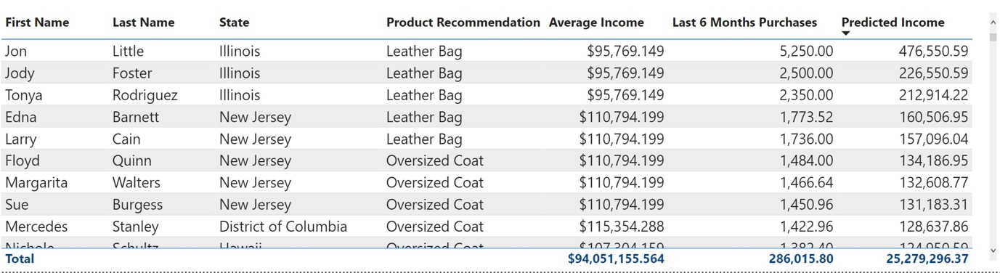 First Name Last Name State Product Recommendation Average Income Last 6 Months Purchases Predicted Income
Jon Little Illinois Leather Bag $95,769.149 5,250.00 476,550.59
Jody Foster Illinois Leather Bag $95,769.149 2,500.00 226,550.59
Tonya Rodriguez Illinois Leather Bag $95,769.149 2,350.00 212,914.22
Edna Barnett New Jersey Leather Bag $110,794.199 1,773.52 160,506.95
Larry Cain New Jersey Leather Bag $110,794.199 1,736.00 157,096.04
Floyd Quinn New Jersey Oversized Coat $110,794.199 1,484.00 134,186.95
Margarita Walters New Jersey Oversized Coat $110,794.199 1,466.64 132,608.77
Sue Burgess New Jersey Oversized Coat $110,794.199 1,450.96 131,183.31
Mercedes Stanley District of Columbia Oversized Coat $115,354.288 1,422.96 128,637.86
Nichole Schultz Hawaii Oversized Coat $107,304.159 1,382.40 124,950.59
Total $94,051,155.564 286,015.80 25,279,296.37